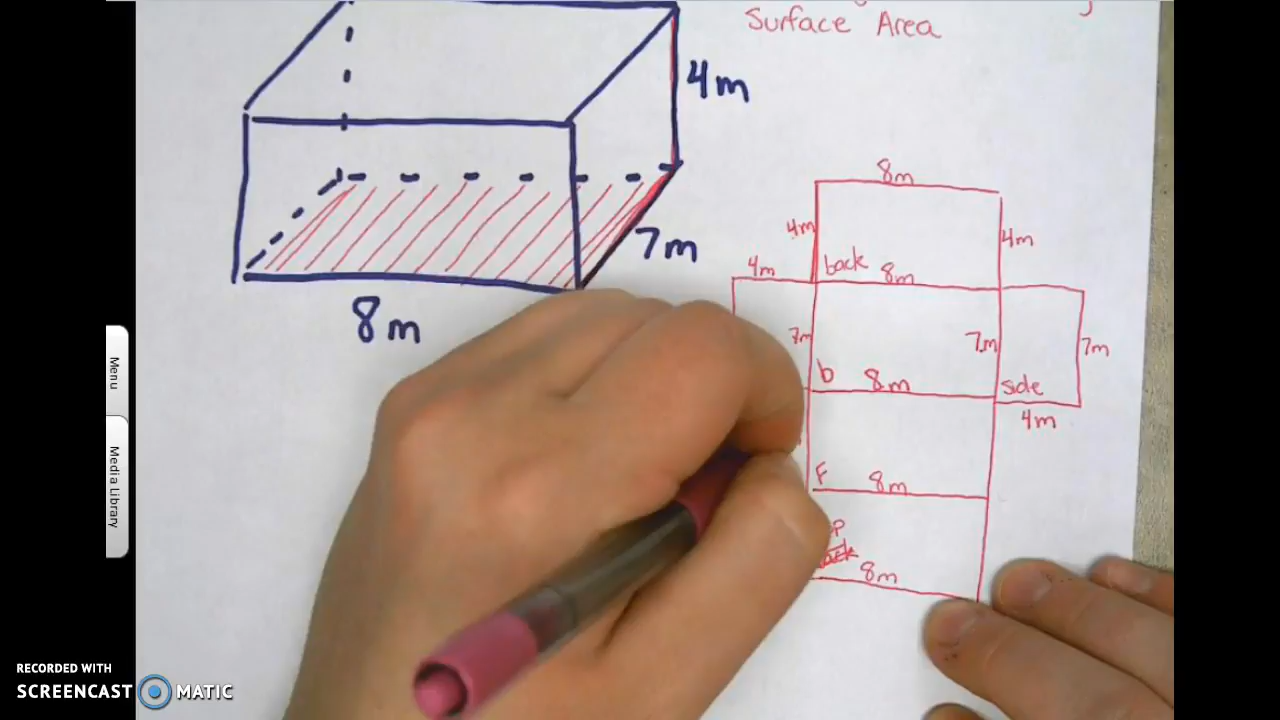 Surface Area
4m
7m
8m
8m
4m
4m
back
4m
8m
7m
7m
7m
b
8m
side
4m
F
8m
8m
Menu
Media Library
RECORDED WITH
SCREENCAST MATIC